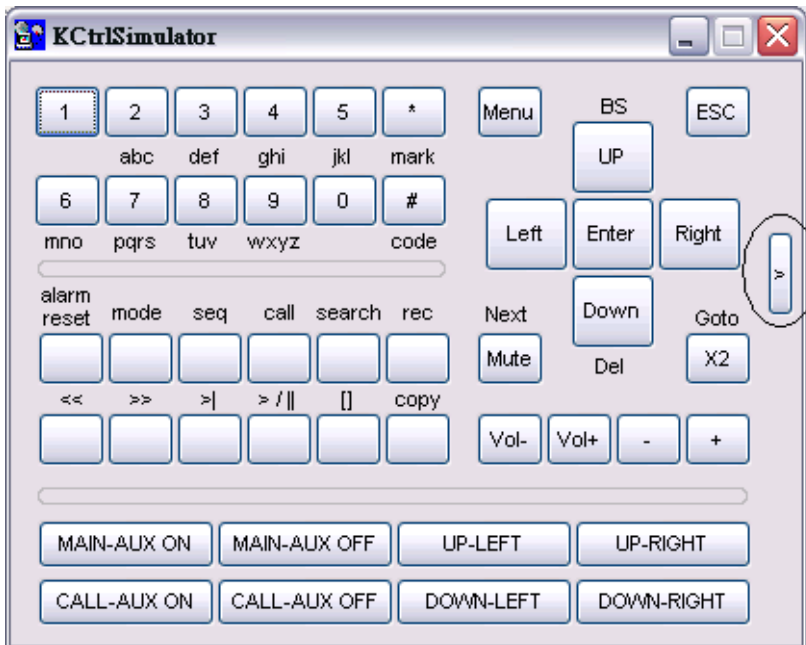 KCtrlSimulator
1 2 3 4 5 * Menu BS ESC
abc def ghi jkl mark UP
6 7 8 9 0 #
mno pqrs tuv wxyz code Left Enter Right
>
alarm
reset mode seq call search rec Next Down Goto
Mute Del X2
<< >> >| > / || [] copy
Vol- Vol+ - +
MAIN-AUX ON MAIN-AUX OFF UP-LEFT UP-RIGHT
CALL-AUX ON CALL-AUX OFF DOWN-LEFT DOWN-RIGHT